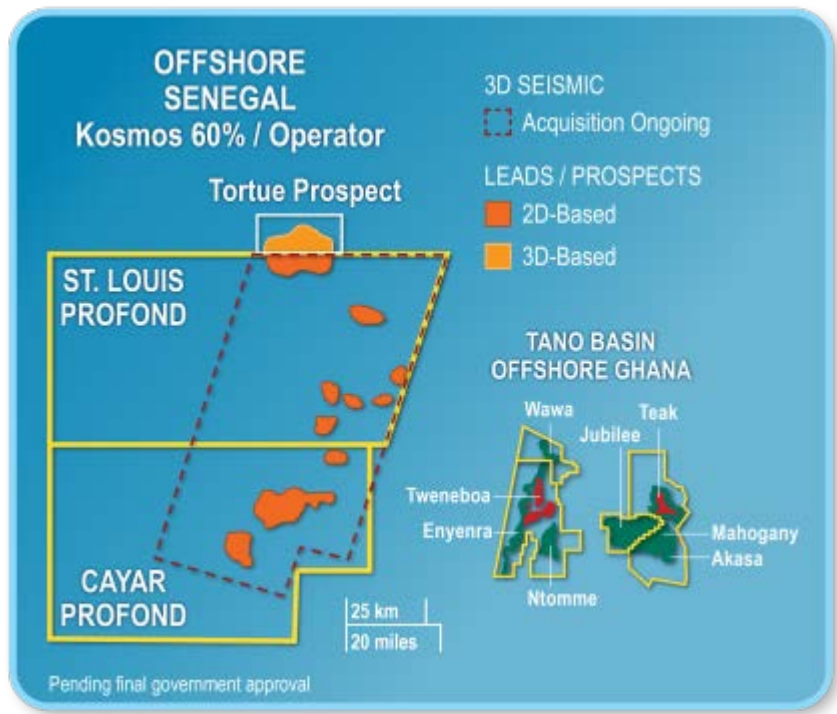 OFFSHORE
SENEGAL
Kosmos 60% / Operator
Tortue Prospect
ST. LOUIS
PROFOND
CAYAR
PROFOND
25 km
20 miles
Pending final government approval
3D SEISMIC
Acquisition Ongoing
LEADS / PROSPECTS
2D-Based
3D-Based
TANO BASIN
OFFSHORE GHANA
Wawa
Teak
Jubilee
Tweneboa
Enyenra
Mahogany
Akasa
Ntomme